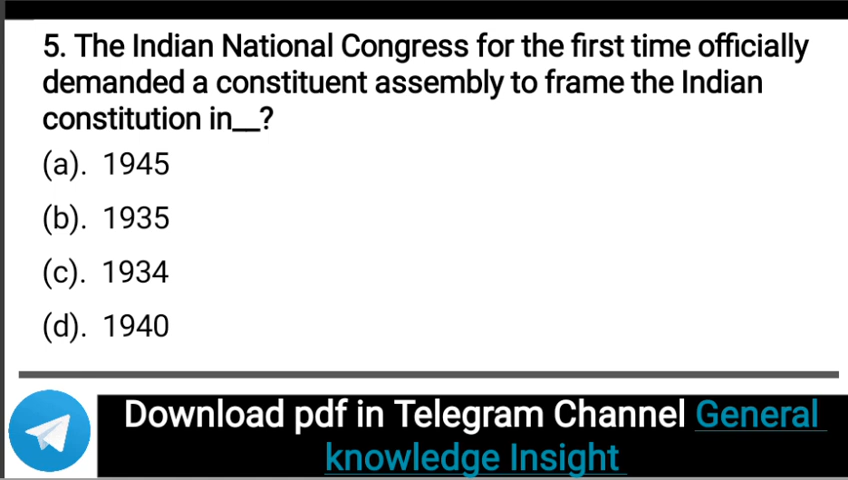 5. The Indian National Congress for the first time officially
demanded a constituent assembly to frame the Indian
constitution in__?
(a). 1945
(b). 1935
(c). 1934
(d). 1940
Download pdf in Telegram Channel General
knowledge Insight